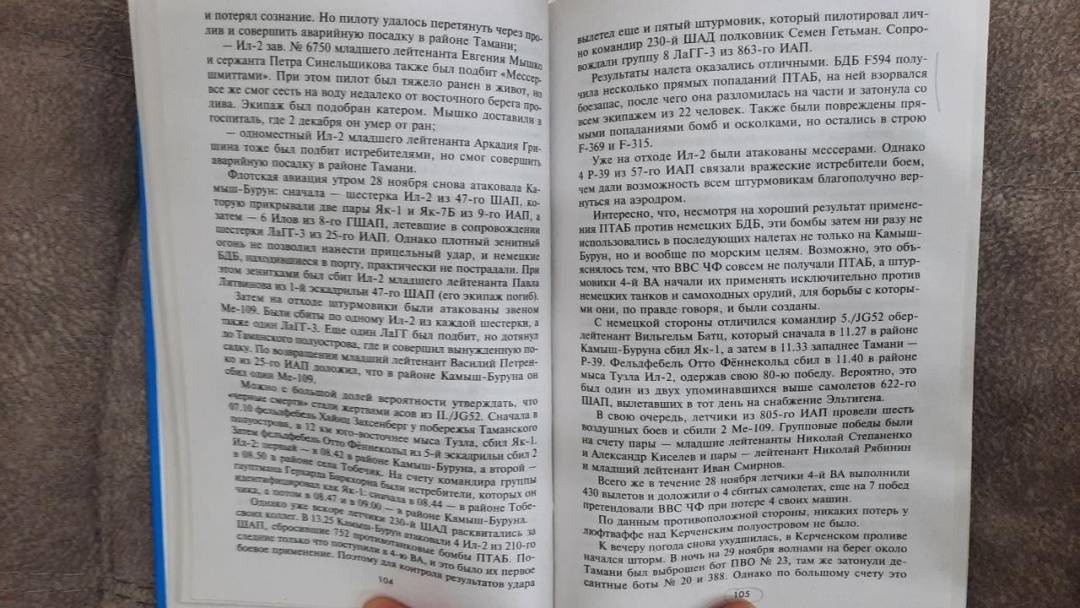 и потерял сознание. Но пилоту удалось перетянуть через про-
лив и совершить аварийную посадку в районе Тамани;
— Ил-2 зав. № 6750 младшего лейтенанта Евгения Мышко
и сержанта Петра Синельщикова также был подбит «Мессер-
шмиттами». При этом пилот был тяжело ранен в живот, но
все же смог сесть на воду недалеко от восточного берега про-
лива. Экипаж был подобран катером. Мышко доставили в
госпиталь, где 2 декабря он умер от ран;
— одноместный Ил-2 младшего лейтенанта Аркадия Гри-
шина тоже был подбит истребителями, но смог совершить
аварийную посадку в районе Тамани.
Флотская авиация утром 28 ноября снова атаковала Ка-
мыш-Бурун: сначала — шестерка Ил-2 из 47-го ШАП, ко-
торую прикрывали две пары Як-1 и Як-7Б из 9-го ИАП, а
затем — 6 Илов из 8-го ГШАП, летевшие в сопровождении
шестерки ЛаГГ-3 из 25-го ИАП. Однако плотный зенитный
огонь не позволил нанести прицельный удар, и немецкие
БДБ, находившиеся в порту, практически не пострадали. При
этом зенитками был сбит Ил-2 младшего лейтенанта Павла
Литвинова из 1-й эскадрильи 47-го ШАП (его экипаж погиб).
Затем на отходе штурмовики были атакованы звеном
Ме-109. Были сбиты по одному Ил-2 из каждой шестерки, а
также один ЛаГГ-3. Еще один ЛаГГ был подбит, но дотянул
до Таманского полуострова, где и совершил вынужденную по-
садку. По возвращении младший лейтенант Василий Петрен-
ко из 25-го ИАП доложил, что в районе Камыш-Буруна он
сбил один Ме-109.
Можно с большой долей вероятности утверждать, что
«черные смерти» стали жертвами асов из II./JG52. Сначала в
07.10 фельдфебель Хайнц Захсенберг у побережья Таманского
полуострова, в 12 км юго-восточнее мыса Тузла, сбил Як-1.
Затем фельдфебель Отто Фённекольд из 5-й эскадрильи сбил 2
Ил-2: первый — в 08.42 в районе Камыш-Буруна, а второй —
в 08.50 в районе села Тобечик. На счету командира группы
гауптмана Герхарда Баркхорна были истребители, которых он
идентифицировал как Як-1: сначала в 08.44 — в районе Тобе-
чика, а потом в 08.47 и в 09.00 — в районе Камыш-Буруна.
Однако уже вскоре летчики 230-й ШАД расквитались за
своих коллег. В 13.25 Камыш-Бурун атаковали 4 Ил-2 из 210-го
ШАП, сбросившие 752 противотанковые бомбы ПТАБ. По-
следние только что поступили в 4-ю ВА, и это было их первое
боевое применение. Поэтому для контроля результатов удара
104
вылетел еще и пятый штурмовик, который пилотировал лич-
но командир 230-й ШАД полковник Семен Гетьман. Сопро-
вождали группу 8 ЛаГГ-3 из 863-го ИАП.
Результаты налета оказались отличными. БДБ F594 полу-
чила несколько прямых попаданий ПТАБ, на ней взорвался
боезапас, после чего она разломилась на части и затонула со
всем экипажем из 22 человек. Также были повреждены пря-
мыми попаданиями бомб и осколками, но остались в строю
F-369 и F-315.
Уже на отходе Ил-2 были атакованы мессерами. Однако
4 Р-39 из 57-го ИАП связали вражеские истребители боем,
чем дали возможность всем штурмовикам благополучно вер-
нуться на аэродром.
Интересно, что, несмотря на хороший результат примене-
ния ПТАБ против немецких БДБ, эти бомбы затем ни разу не
использовались в последующих налетах не только на Камыш-
Бурун, но и вообще по морским целям. Возможно, это объ-
яснялось тем, что ВВС ЧФ совсем не получали ПТАБ, а штур-
мовики 4-й ВА начали их применять исключительно против
немецких танков и самоходных орудий, для борьбы с которы-
ми они, по правде говоря, и были созданы.
С немецкой стороны отличился командир 5./JG52 обер-
лейтенант Вильгельм Батц, который сначала в 11.27 в районе
Камыш-Буруна сбил Як-1, а затем в 11.33 западнее Тамани —
Р-39. Фельдфебель Отто Фённекольд сбил в 11.40 в районе
мыса Тузла Ил-2, одержав свою 80-ю победу. Вероятно, это
был один из двух упоминавшихся выше самолетов 622-го
ШАП, вылетавших в тот день на снабжение Эльтигена.
В свою очередь, летчики из 805-го ИАП провели шесть
воздушных боев и сбили 2 Ме-109. Групповые победы были
на счету пары — младшие лейтенанты Николай Степаненко
и Александр Киселев и пары — лейтенант Николай Рябинин
и младший лейтенант Иван Смирнов.
Всего же в течение 28 ноября летчики 4-й ВА выполнили
430 вылетов и доложили о 4 сбитых самолетах, еще на 7 побед
претендовали ВВС ЧФ при потере 4 своих машин.
По данным противоположной стороны, никаких потерь у
люфтваффе над Керченским полуостровом не было.
К вечеру погода снова ухудшилась, в Керченском проливе
начался шторм. В ночь на 29 ноября волнами на берег около
Тамани был выброшен бот ПВО № 23, там же затонули де-
сантные боты № 20 и 388. Однако по большому счету это
105